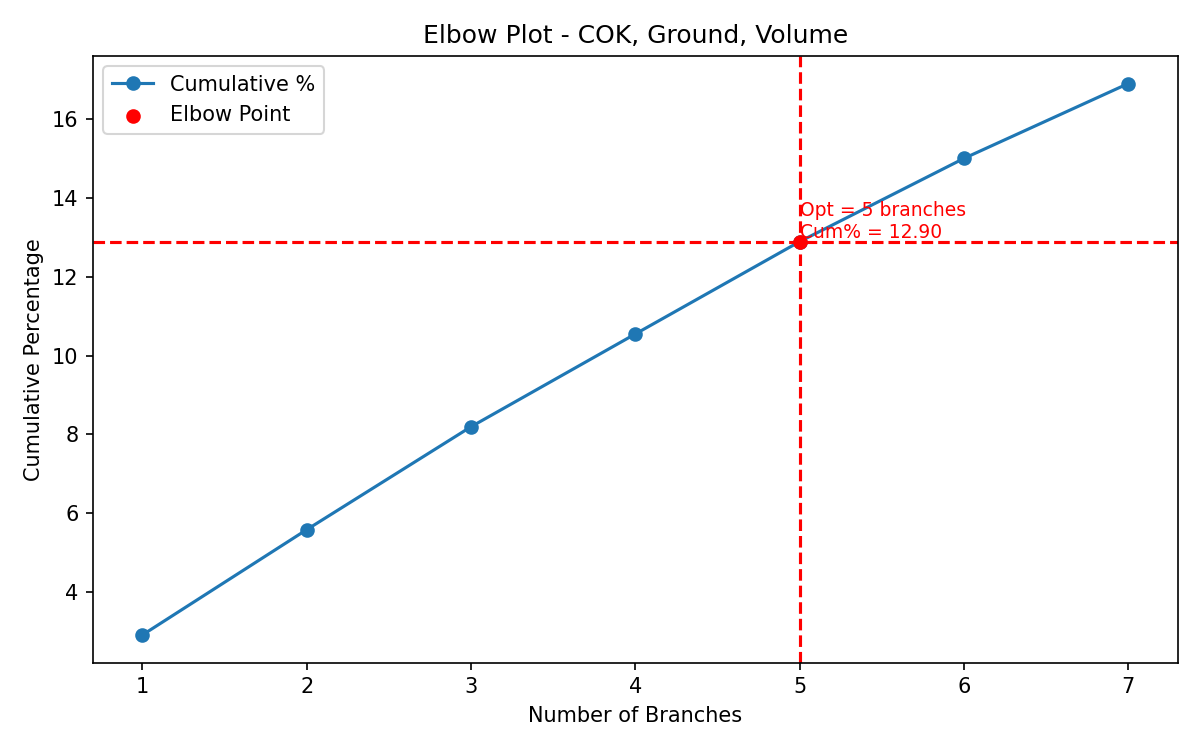 Elbow Plot - COK, Ground, Volume
Cumulative %
Elbow Point
16
14
12
10
8
6
4
Cumulative Percentage
Opt = 5 branches
Cum% = 12.90
1 2 3 4 5 6 7
Number of Branches